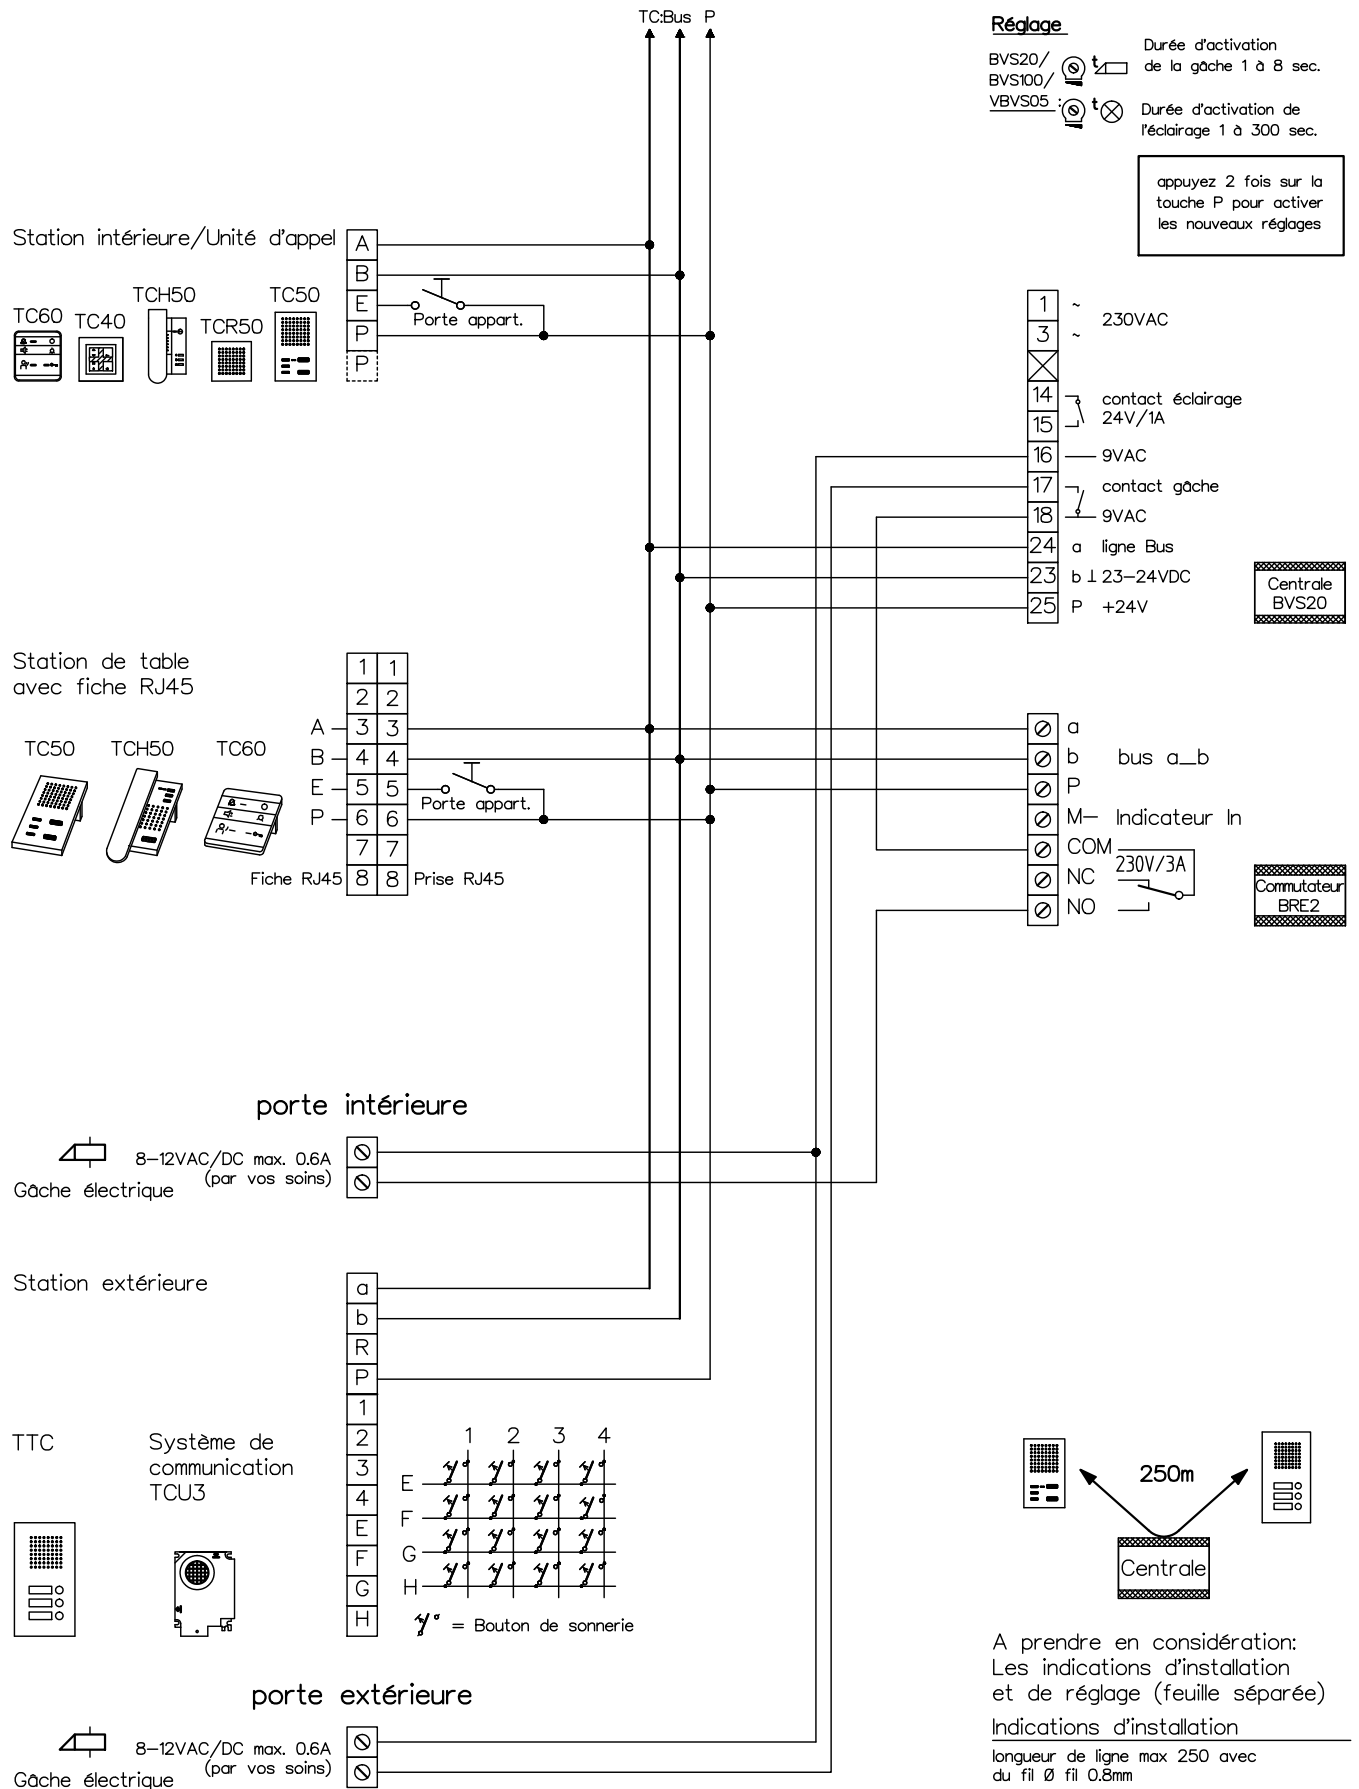 TC:Bus P
Réglage
BVS20/
BVS100/
VBVS05 :
t
Durée d'activation
de la gâche 1 à 8 sec.
t
Durée d'activation de
l'éclairage 1 à 300 sec.
appuyez 2 fois sur la
touche P pour activer
les nouveaux réglages
Station intérieure/Unité d'appel
A
B
E
P
P
Porte appart.
TC60
TC40
TCH50
TCR50
TC50
1 ~
3 ~
230VAC
14
15
contact éclairage
24V/1A
16 9VAC
17 contact gâche
18 9VAC
24 a ligne Bus
23 b ⊥ 23-24VDC
25 P +24V
Centrale
BVS20
Station de table
avec fiche RJ45
TC50
TCH50
TC60
1 1
2 2
A 3 3
B 4 4
E 5 5
P 6 6
7 7
8 8
Porte appart.
Fiche RJ45
Prise RJ45
a
b bus a_b
P
M- Indicateur In
COM
230V/3A
NC
NO
Commutateur
BRE2
porte intérieure
8-12VAC/DC max. 0.6A
(par vos soins)
Gâche électrique
Station extérieure
a
b
R
P
1
2
3
4
E
F
G
H
TTC
Système de
communication
TCU3
1 2 3 4
E
F
G
H
= Bouton de sonnerie
250m
Centrale
porte extérieure
8-12VAC/DC max. 0.6A
(par vos soins)
Gâche électrique
A prendre en considération:
Les indications d'installation
et de réglage (feuille séparée)
Indications d'installation
longueur de ligne max 250 avec
du fil Ø fil 0.8mm